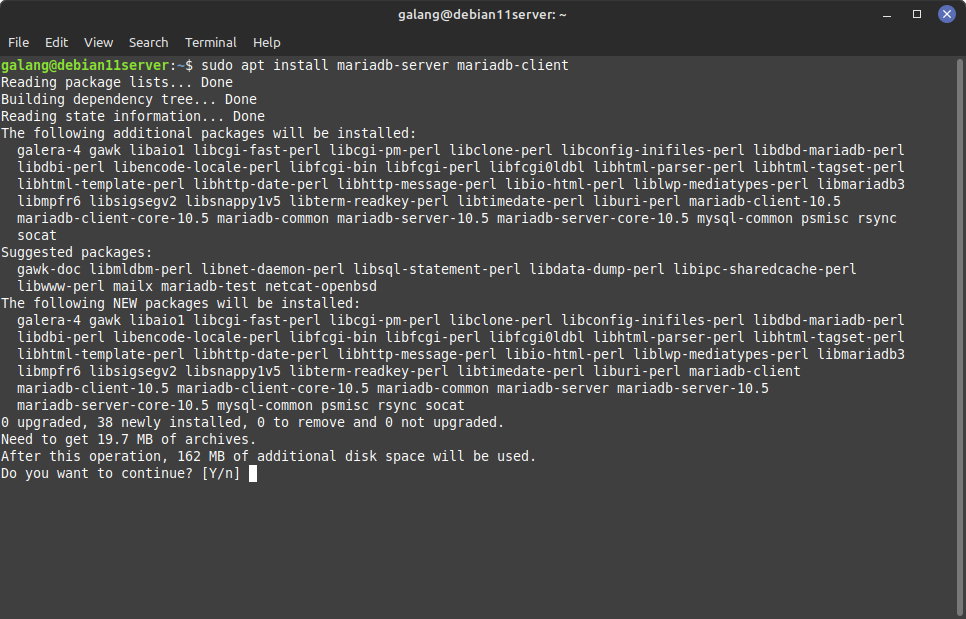 galang@debian11server: ~
File Edit View Search Terminal Help
galang@debian11server:~$ sudo apt install mariadb-server mariadb-client
Reading package lists... Done
Building dependency tree... Done
Reading state information... Done
The following additional packages will be installed:
  galera-4 gawk libaio1 libcgi-fast-perl libcgi-pm-perl libclone-perl libconfig-inifiles-perl libdbd-mariadb-perl
  libdbi-perl libencode-locale-perl libfcgi-bin libfcgi-perl libfcgi0ldbl libhtml-parser-perl libhtml-tagset-perl
  libhtml-template-perl libhttp-date-perl libhttp-message-perl libio-html-perl liblwp-mediatypes-perl libmariadb3
  libmpfr6 libsigsegv2 libsnappy1v5 libterm-readkey-perl libtimedate-perl liburi-perl mariadb-client-10.5
  mariadb-client-core-10.5 mariadb-common mariadb-server-10.5 mariadb-server-core-10.5 mysql-common psmisc rsync
  socat
Suggested packages:
  gawk-doc libmldbm-perl libnet-daemon-perl libsql-statement-perl libdata-dump-perl libipc-sharedcache-perl
  libwww-perl mailx mariadb-test netcat-openbsd
The following NEW packages will be installed:
  galera-4 gawk libaio1 libcgi-fast-perl libcgi-pm-perl libclone-perl libconfig-inifiles-perl libdbd-mariadb-perl
  libdbi-perl libencode-locale-perl libfcgi-bin libfcgi-perl libfcgi0ldbl libhtml-parser-perl libhtml-tagset-perl
  libhtml-template-perl libhttp-date-perl libhttp-message-perl libio-html-perl liblwp-mediatypes-perl libmariadb3
  libmpfr6 libsigsegv2 libsnappy1v5 libterm-readkey-perl libtimedate-perl liburi-perl mariadb-client
  mariadb-client-10.5 mariadb-client-core-10.5 mariadb-common mariadb-server mariadb-server-10.5
  mariadb-server-core-10.5 mysql-common psmisc rsync socat
0 upgraded, 38 newly installed, 0 to remove and 0 not upgraded.
Need to get 19.7 MB of archives.
After this operation, 162 MB of additional disk space will be used.
Do you want to continue? [Y/n]